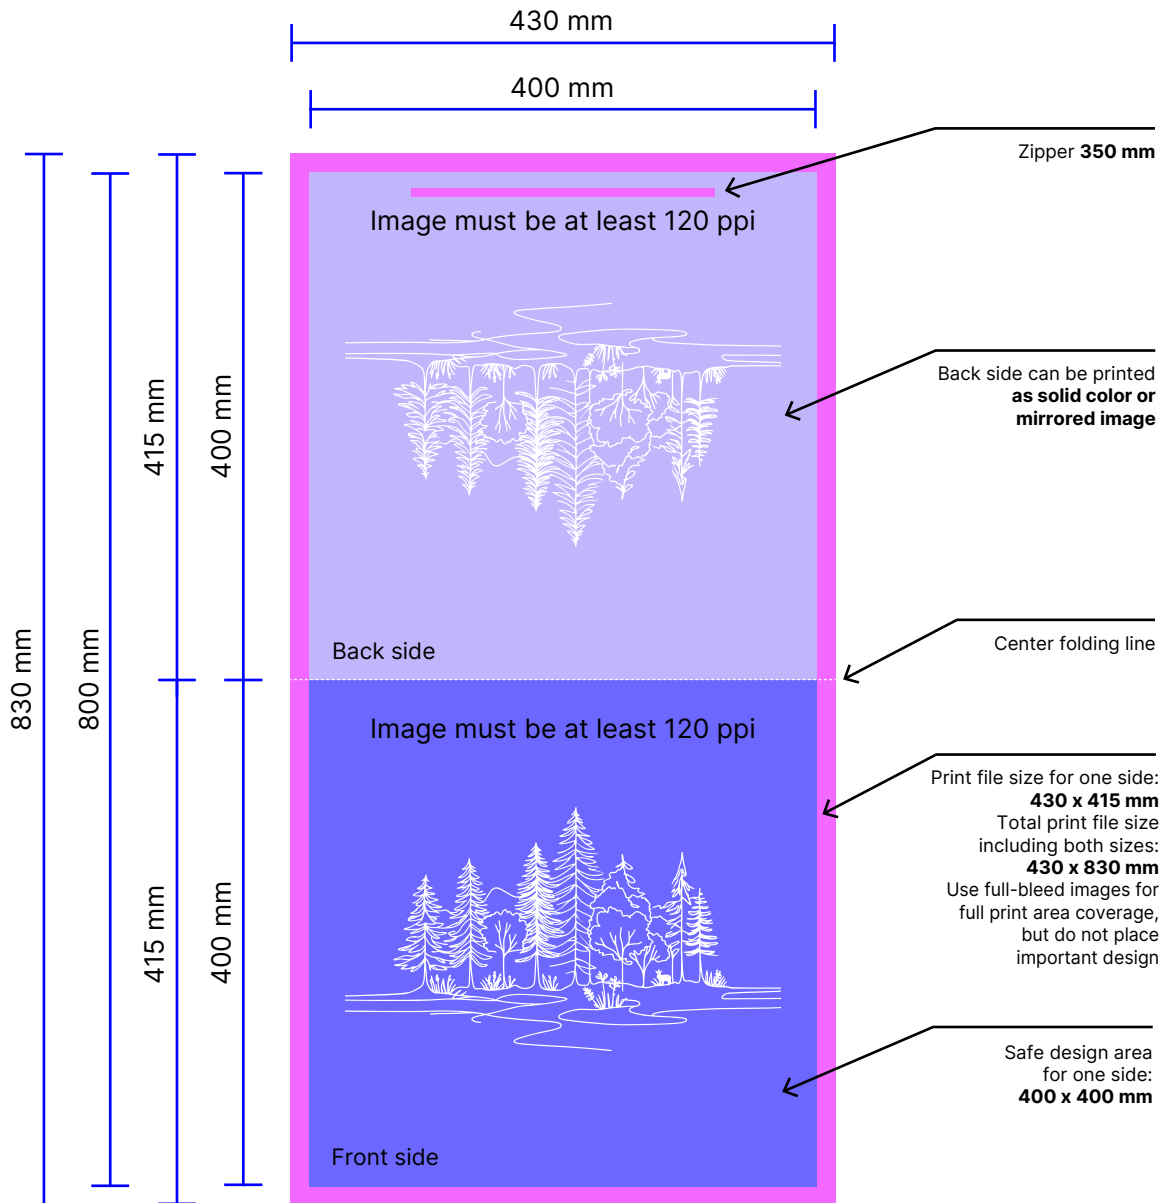 430 mm
400 mm
Zipper 350 mm
Image must be at least 120 ppi
Back side can be printed
as solid color or
mirrored image
415 mm
400 mm
830 mm
800 mm
Back side
Center folding line
Image must be at least 120 ppi
Print file size for one side:
430 x 415 mm
Total print file size
including both sizes:
430 x 830 mm
Use full-bleed images for
full print area coverage,
but do not place
important design
415 mm
400 mm
Safe design area
for one side:
400 x 400 mm
Front side